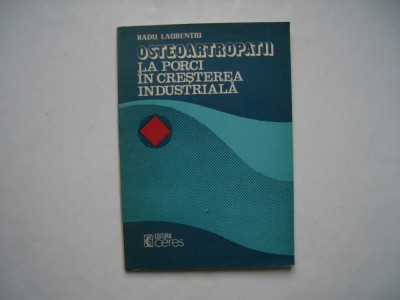 RADU LAURENȚIU
OSTEOARTROPATII
LA PORCI
ÎN CREȘTEREA
INDUSTRIALĂ
EDITURA
ceres